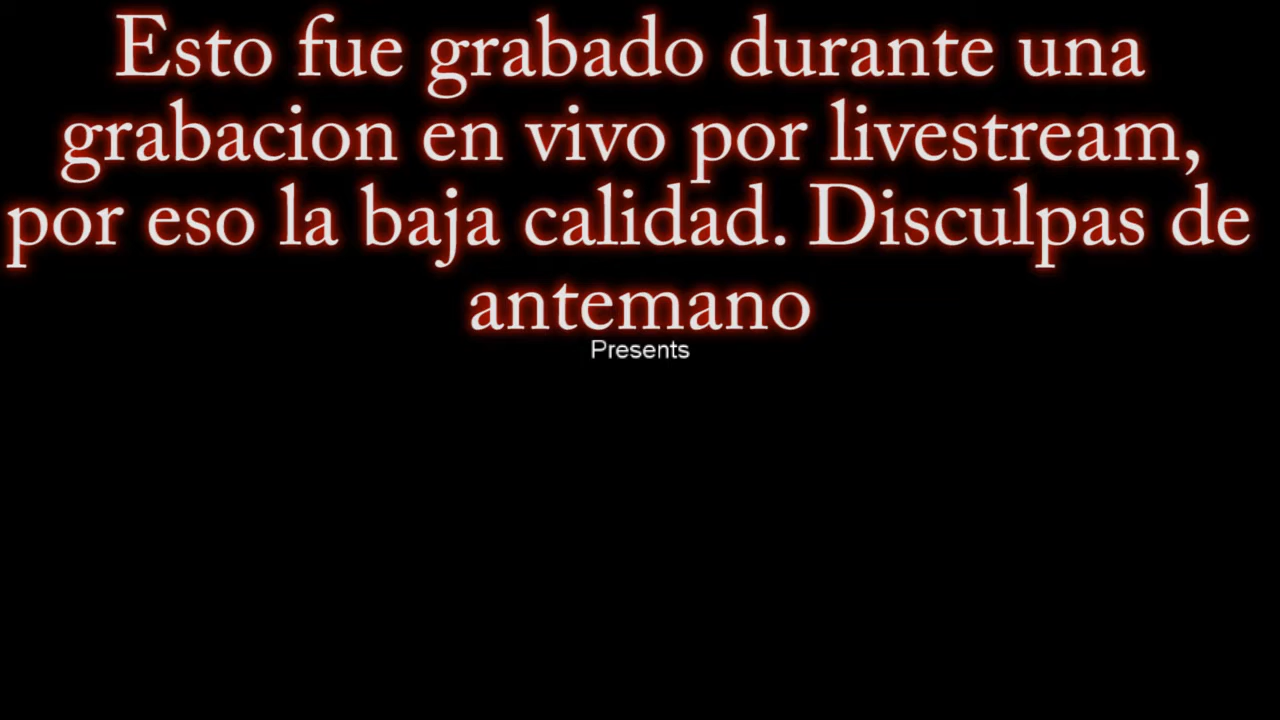 Esto fue grabado durante una
grabacion en vivo por livestream,
por eso la baja calidad. Disculpas de
antemano
Presents